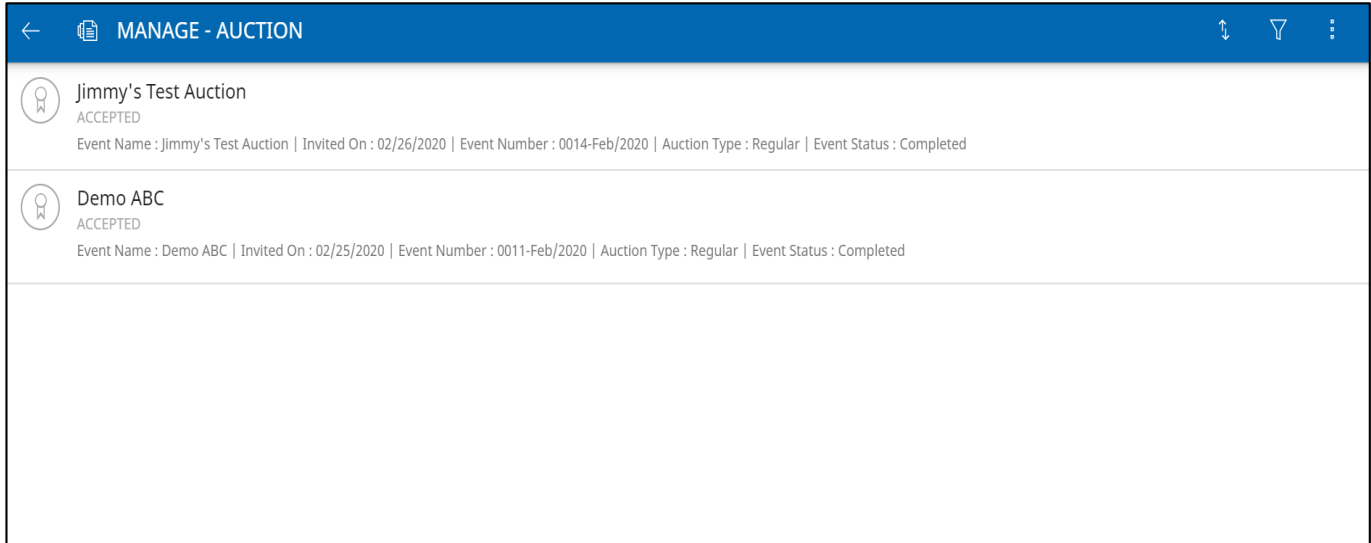 MANAGE - AUCTION
Jimmy's Test Auction
ACCEPTED
Event Name : Jimmy's Test Auction | Invited On : 02/26/2020 | Event Number : 0014-Feb/2020 | Auction Type : Regular | Event Status : Completed
Demo ABC
ACCEPTED
Event Name : Demo ABC | Invited On : 02/25/2020 | Event Number : 0011-Feb/2020 | Auction Type : Regular | Event Status : Completed